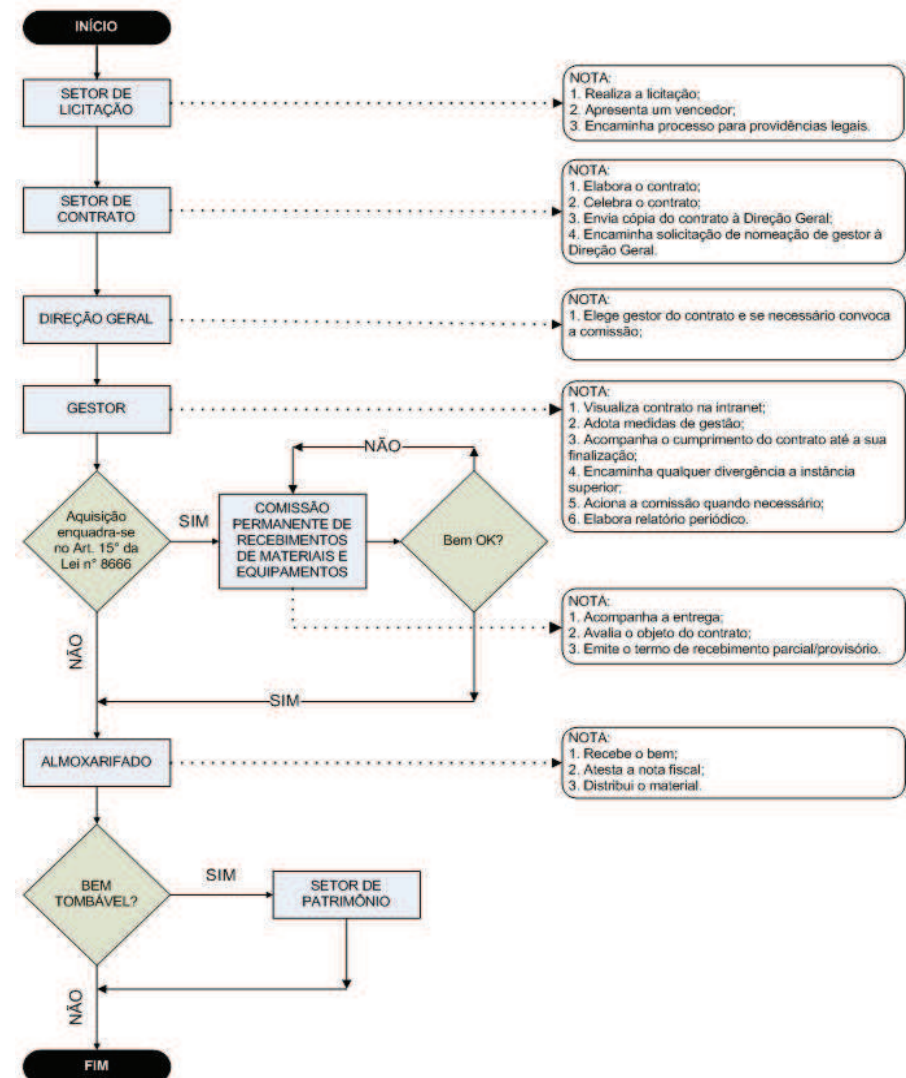 INÍCIO
SETOR DE
LICITAÇÃO
NOTA:
1. Realiza a licitação;
2. Apresenta um vencedor;
3. Encaminha processo para providências legais.
SETOR DE
CONTRATO
NOTA:
1. Elabora o contrato;
2. Celebra o contrato;
3. Envia cópia do contrato à Direção Geral;
4. Encaminha solicitação de nomeação de gestor à
Direção Geral.
DIREÇÃO GERAL
NOTA:
1. Elege gestor do contrato e se necessário convoca
a comissão;
GESTOR
NOTA:
1. Visualiza contrato na intranet;
2. Adota medidas de gestão;
3. Acompanha o cumprimento do contrato até a sua
finalização;
4. Encaminha qualquer divergência a instância
superior;
5. Aciona a comissão quando necessário;
6. Elabora relatório periódico.
Aquisição
enquadra-se
no Art. 15° da
Lei n° 8666
SIM
COMISSÃO
PERMANENTE DE
RECEBIMENTOS
DE MATERIAIS E
EQUIPAMENTOS
NÃO
Bem OK?
NOTA:
1. Acompanha a entrega;
2. Avalia o objeto do contrato;
3. Emite o termo de recebimento parcial/provisório.
NÃO
SIM
ALMOXARIFADO
NOTA:
1. Recebe o bem;
2. Atesta a nota fiscal;
3. Distribui o material.
BEM
TOMBÁVEL?
SIM
SETOR DE
PATRIMÔNIO
NÃO
FIM